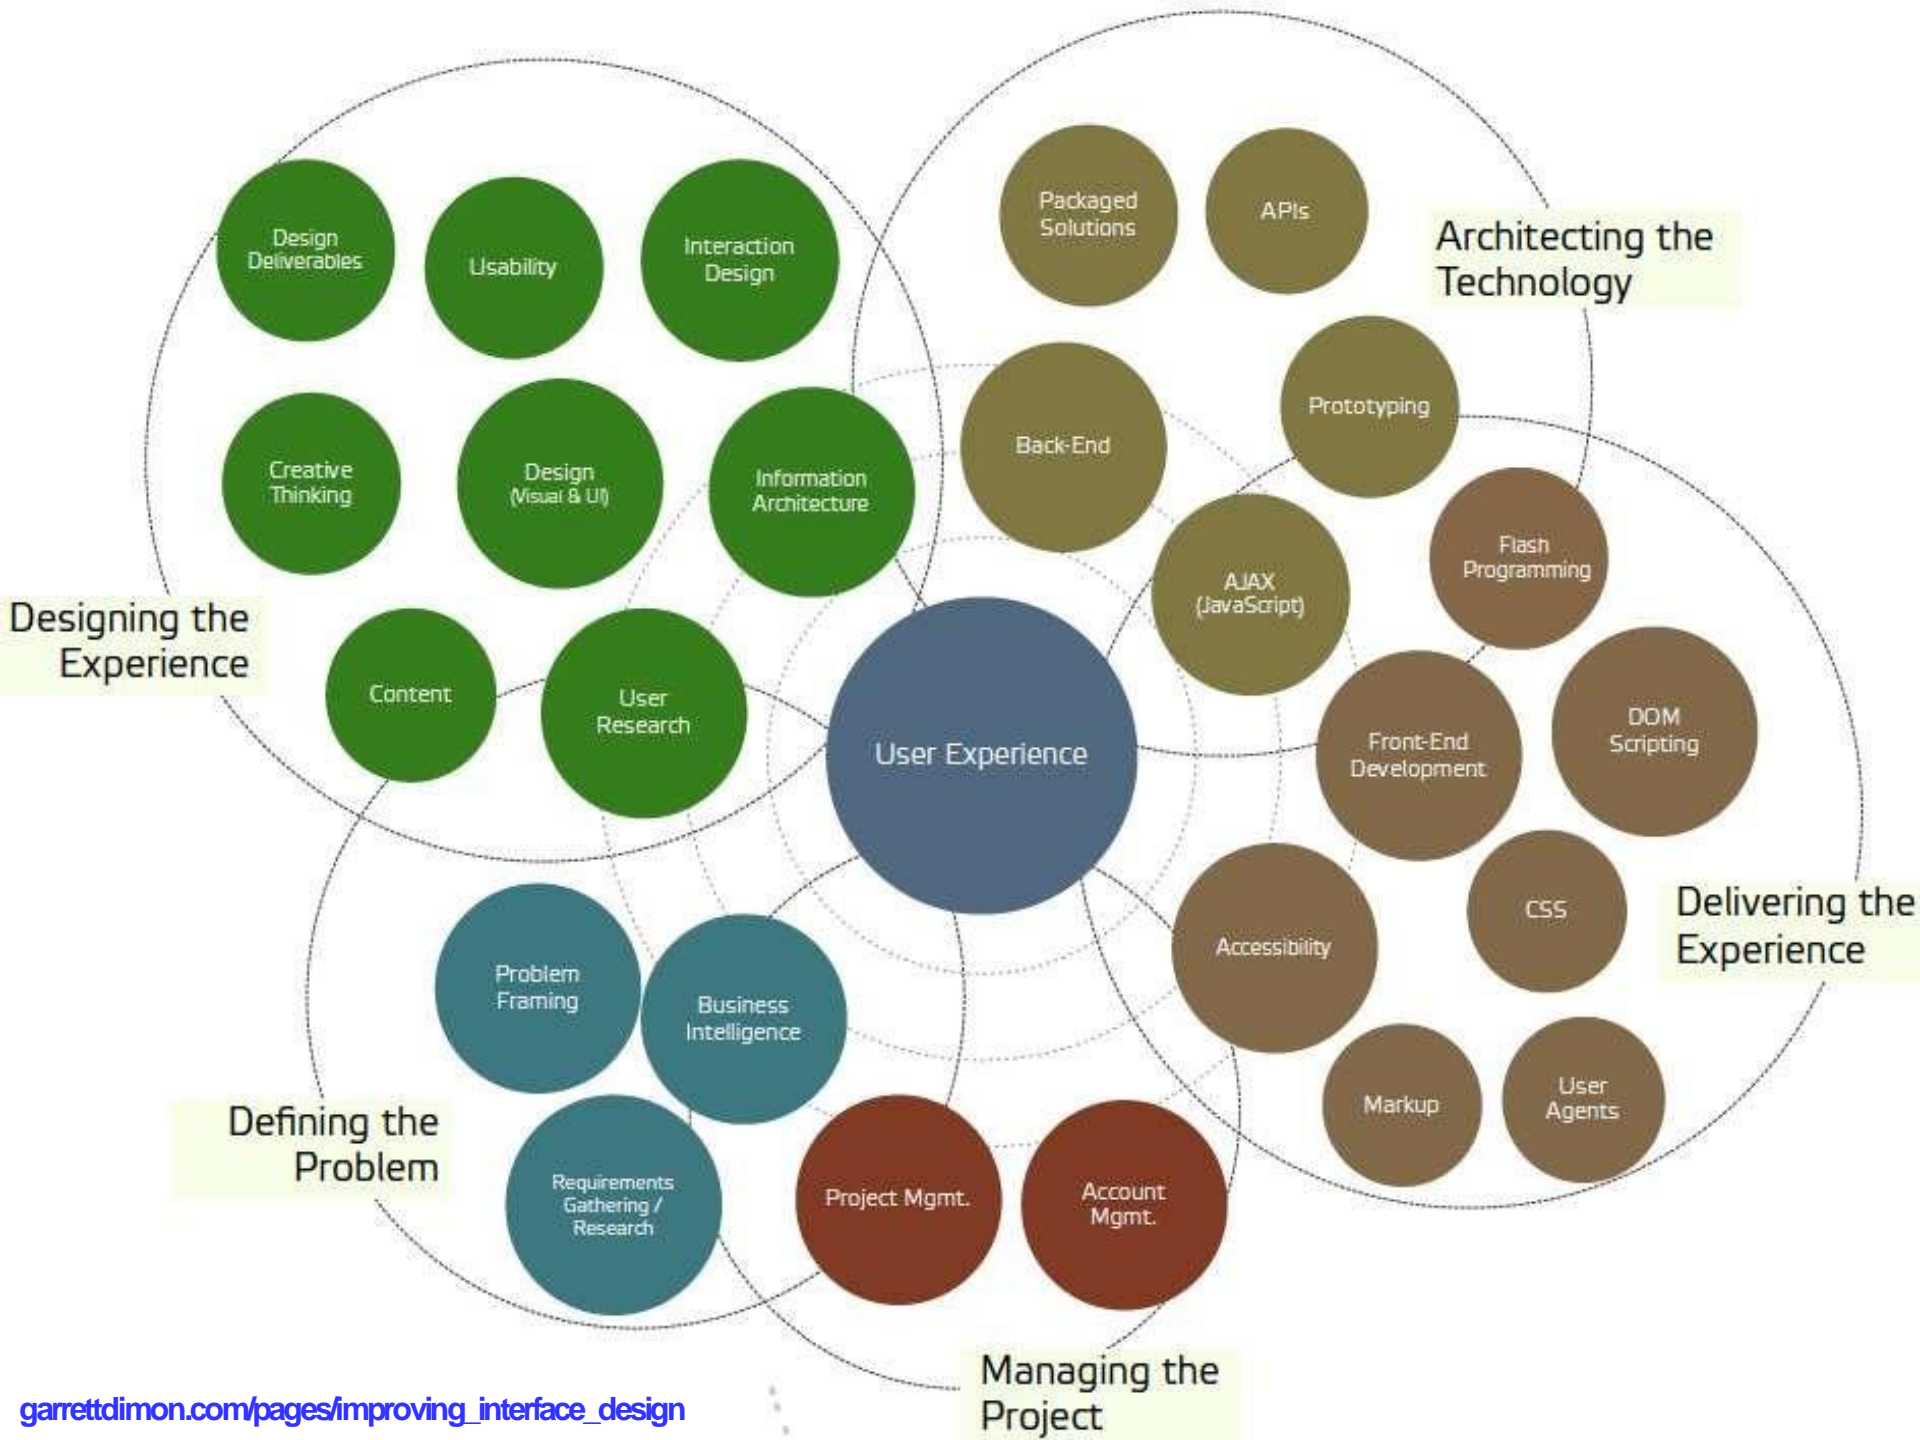 Design
Deliverables
Usability
Interaction
Design
Creative
Thinking
Design
(Visual & UI)
Information
Architecture
Content
User
Research
Designing the
Experience
Packaged
Solutions
APIs
Architecting the
Technology
Back-End
Prototyping
AJAX
(JavaScript)
Flash
Programming
User Experience
Front-End
Development
DOM
Scripting
Accessibility
CSS
Delivering the
Experience
Markup
User
Agents
Problem
Framing
Business
Intelligence
Defining the
Problem
Requirements
Gathering /
Research
Project Mgmt.
Account
Mgmt.
Managing the
Project
garrettdimon.com/pages/improving_interface_design